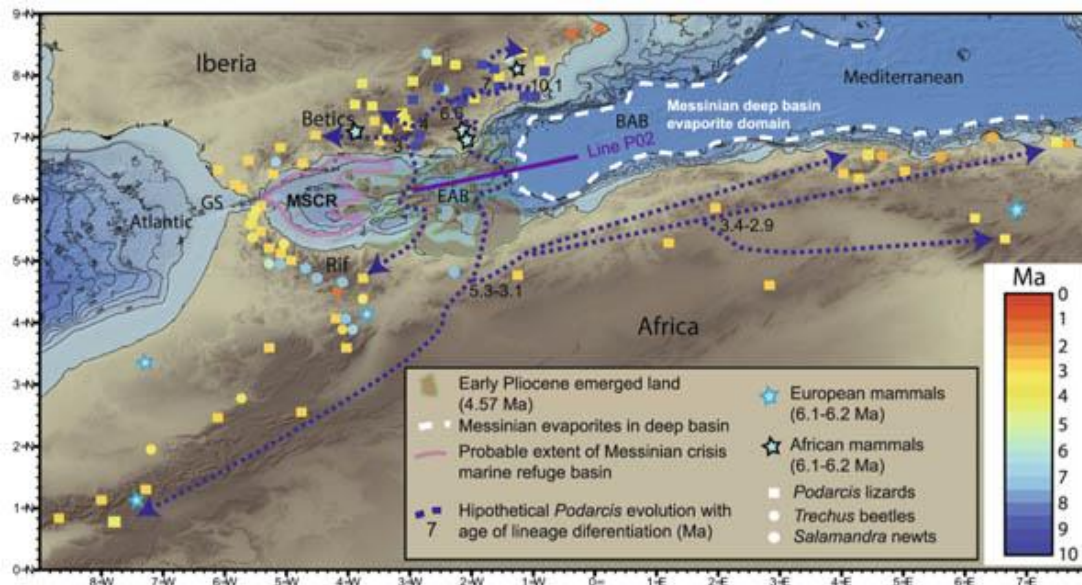 9-N
8-N
7-N
6-N
5-N
4-N
3-N
2-N
1-N
0-N
Iberia
Mediterranean
Messinian deep basin
evaporite domain
Betics
BAB
Line P02
7
10.1
6.8
4
3
Atlantic
GS
MSCR
EAB
Rif
5.3-3.1
3.4-2.9
Africa
Ma
0
1
2
3
4
5
6
7
8
9
10
Early Pliocene emerged land
(4.57 Ma)
Messinian evaporites in deep basin
Probable extent of Messinian crisis
marine refuge basin
7 Hipothetical Podarcis evolution with
age of lineage diferentiation (Ma)
European mammals
(6.1-6.2 Ma)
African mammals
(6.1-6.2 Ma)
Podarcis lizards
Trechus beetles
Salamandra newts
8-W 7-W 6-W 5-W 4-W 3-W 2-W 1-W 0= 1-E 2-E 3-E 4-E 5-E 6-E 7-E